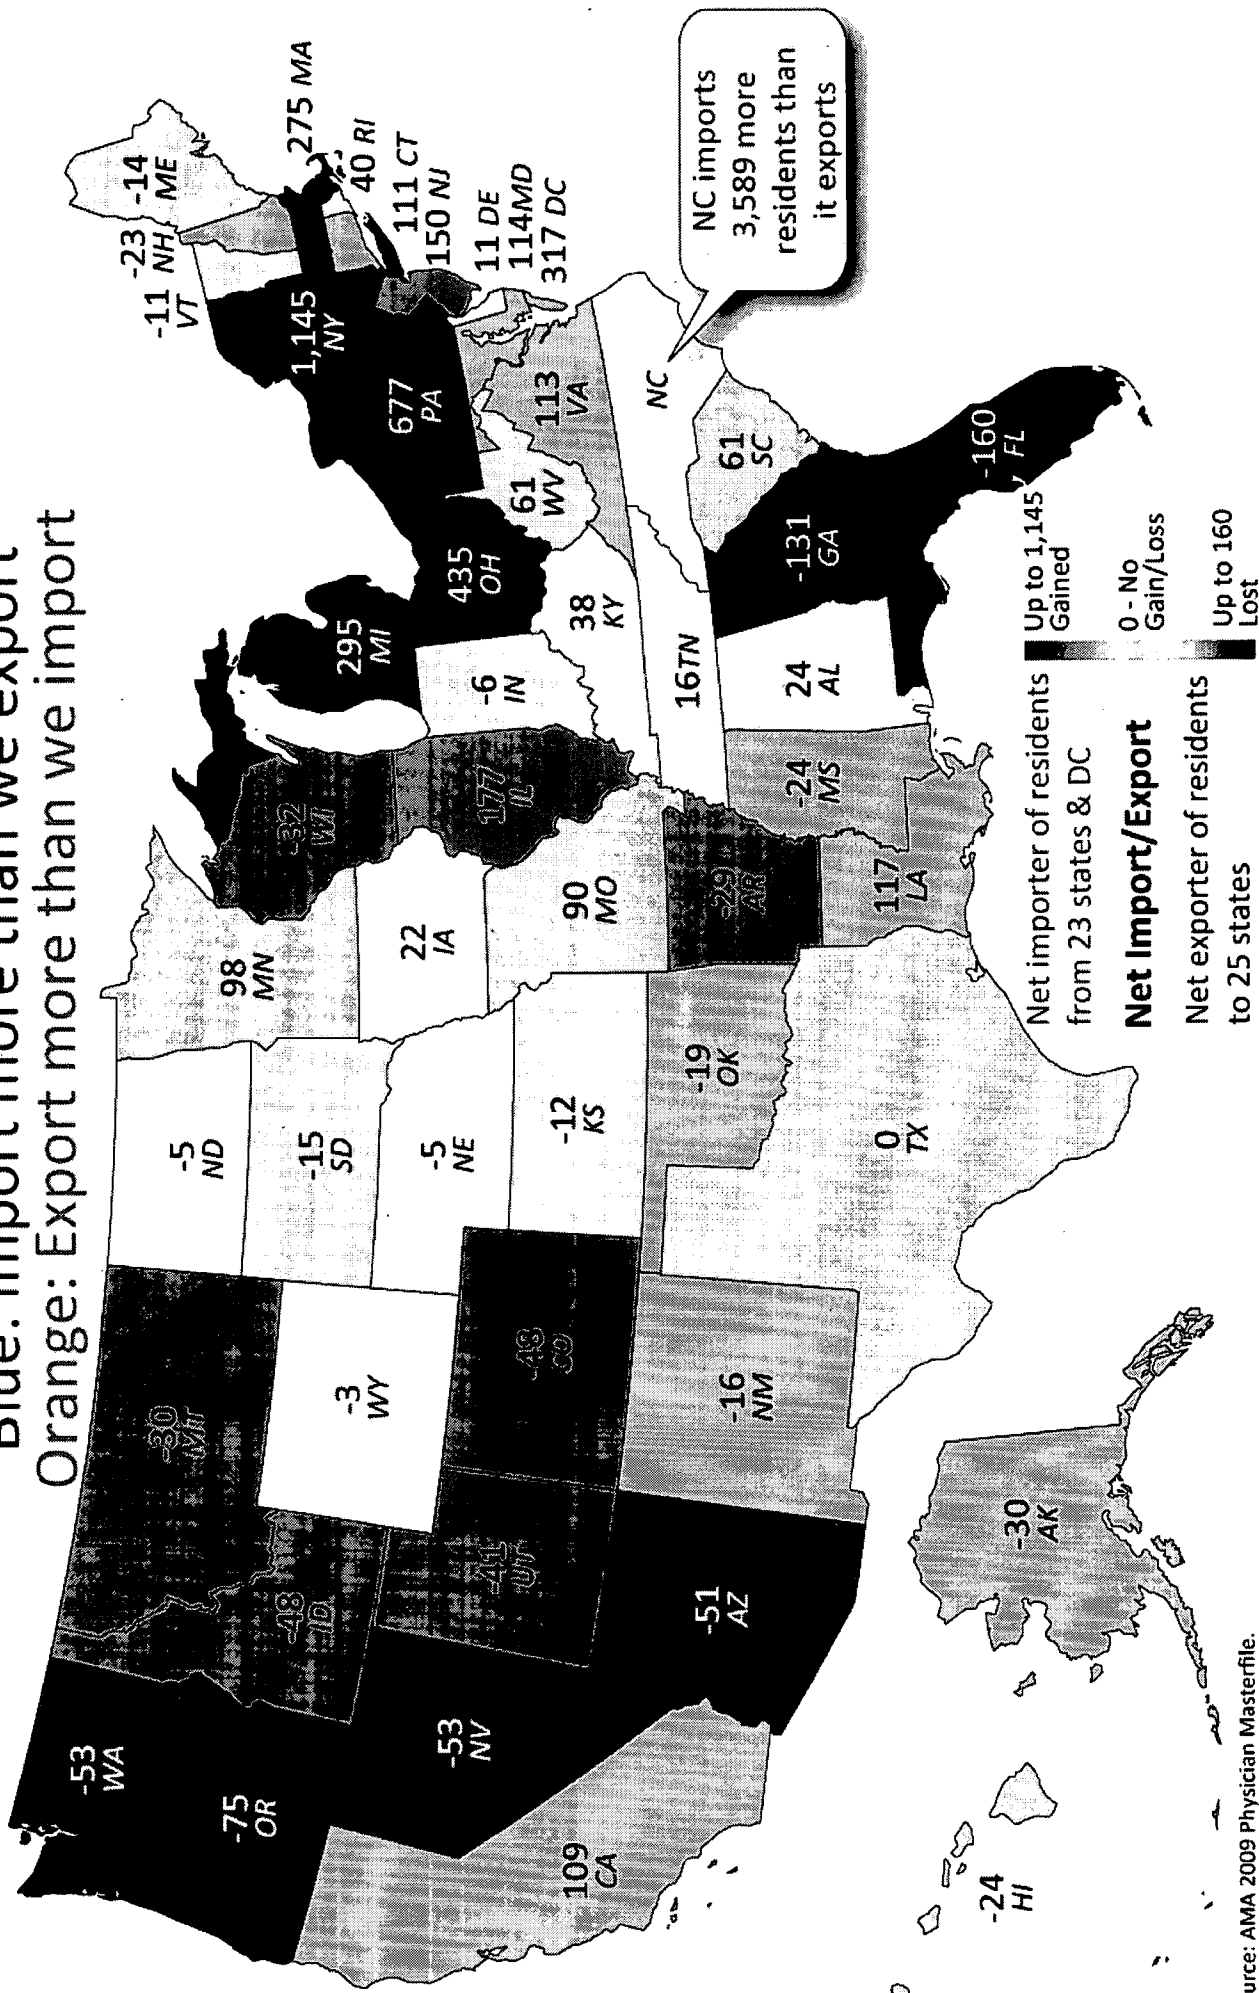 Blue: Import more than we export
Orange: Export more than we import
-53
WA
-75
OR
-53
NV
109
CA
-30
MT
-48
ID
-41
UT
-51
AZ
-3
WY
-48
CO
-16
NM
-5
ND
-15
SD
-5
NE
-12
KS
-19
OK
0
TX
98
MN
22
IA
90
MO
-29
AR
117
LA
-32
WI
177
IL
-24
MS
295
MI
-6
IN
435
OH
38
KY
16 TN
24
AL
-131
GA
-160
FL
61
SC
NC
61
WV
113
VA
677
PA
1,145
NY
-11
VT
-23
NH
-14
ME
275 MA
40 RI
111 CT
150 NJ
11 DE
114MD
317 DC
NC imports
3,589 more
residents than
it exports
-30
AK
-24
HI
Net importer of residents
from 23 states & DC
Net Import/Export
Net exporter of residents
to 25 states
Up to 1,145
Gained
0 - No
Gain/Loss
Up to 160
Lost
urce: AMA 2009 Physician Masterfile.